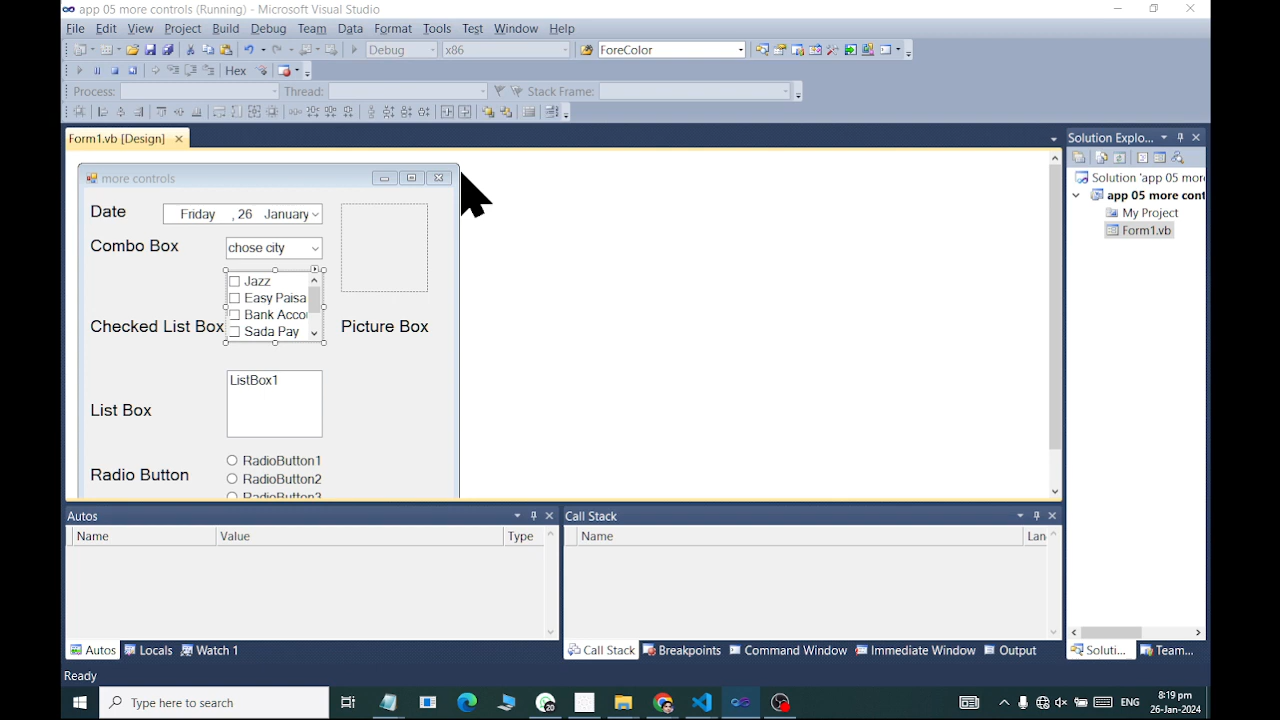 app 05 more controls (Running) - Microsoft Visual Studio
File Edit View Project Build Debug Team Data Format Tools Test Window Help
Debug x86 ForeColor
Hex
Process: Thread: Stack Frame:
Form1.vb [Design]
Solution Explo...
more controls
Solution 'app 05 more
app 05 more cont
My Project
Form1.vb
Date Friday , 26 January
Combo Box chose city
Jazz
Easy Paisa
Bank Accou
Checked List Box Sada Pay Picture Box
ListBox1
List Box
RadioButton1
Radio Button RadioButton2
RadioButton3
Autos Call Stack
Name Value Type Name Lan
Autos Locals Watch 1 Call Stack Breakpoints Command Window Immediate Window Output Soluti... Team...
Ready
Type here to search
ENG
8:19 pm
26-Jan-2024